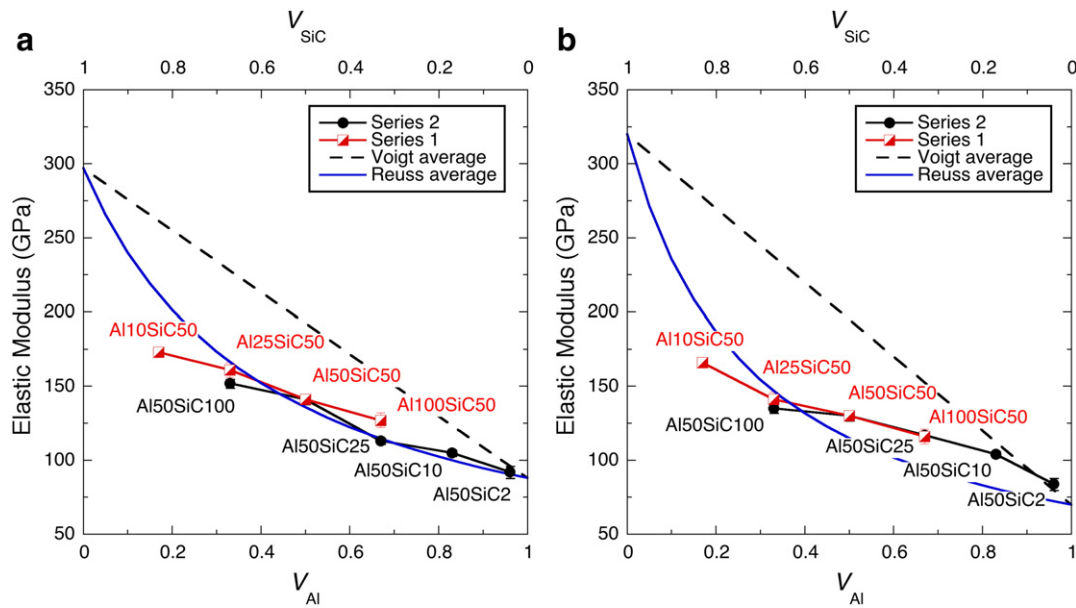 a
V SiC
1 0.8 0.6 0.4 0.2 0
350
300
250
200
150
100
50
Elastic Modulus (GPa)
Series 2
Series 1
Voigt average
Reuss average
Al10SiC50
Al25SiC50
Al50SiC50
Al100SiC50
Al50SiC100
Al50SiC25
Al50SiC10
Al50SiC2
0 0.2 0.4 0.6 0.8 1
V Al
b
V SiC
1 0.8 0.6 0.4 0.2 0
350
300
250
200
150
100
50
Elastic Modulus (GPa)
Series 2
Series 1
Voigt average
Reuss average
Al10SiC50
Al25SiC50
Al50SiC50
Al100SiC50
Al50SiC100
Al50SiC25
Al50SiC10
Al50SiC2
0 0.2 0.4 0.6 0.8 1
V Al